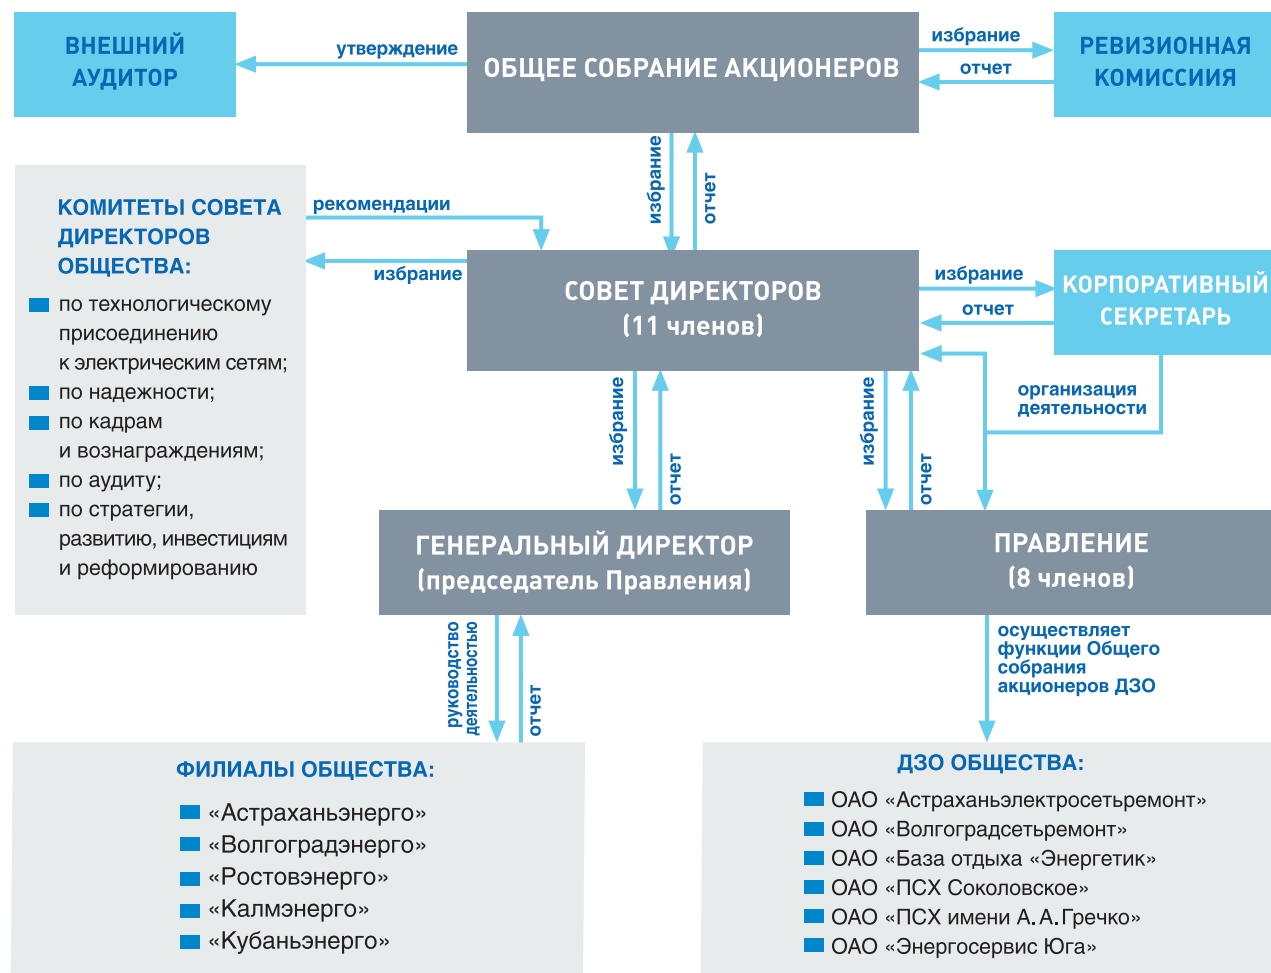 ВНЕШНИЙ
АУДИТОР
утверждение
ОБЩЕЕ СОБРАНИЕ АКЦИОНЕРОВ
избрание
отчет
РЕВИЗИОННАЯ
КОМИССИИЯ
избрание
отчет
КОМИТЕТЫ СОВЕТА
ДИРЕКТОРОВ
ОБЩЕСТВА:
по технологическому
присоединению
к электрическим сетям;
по надежности;
по кадрам
и вознаграждениям;
по аудиту;
по стратегии,
развитию, инвестициям
и реформированию
рекомендации
избрание
СОВЕТ ДИРЕКТОРОВ
(11 членов)
избрание
отчет
КОРПОРАТИВНЫЙ
СЕКРЕТАРЬ
организация
деятельности
избрание
отчет
избрание
отчет
ГЕНЕРАЛЬНЫЙ ДИРЕКТОР
(председатель Правления)
ПРАВЛЕНИЕ
(8 членов)
руководство
деятельностью
отчет
осуществляет
функции Общего
собрания
акционеров ДЗО
ФИЛИАЛЫ ОБЩЕСТВА:
«Астраханьэнерго»
«Волгоградэнерго»
«Ростовэнерго»
«Калмэнерго»
«Кубаньэнерго»
ДЗО ОБЩЕСТВА:
ОАО «Астраханьэлектросетьремонт»
ОАО «Волгоградсетьремонт»
ОАО «База отдыха «Энергетик»
ОАО «ПСХ Соколовское»
ОАО «ПСХ имени А. А. Гречко»
ОАО «Энергосервис Юга»